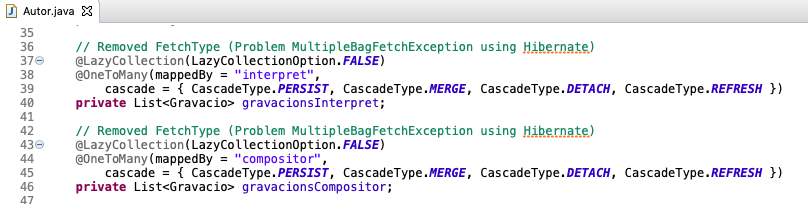 Autor.java
35
36 // Removed FetchType (Problem MultipleBagFetchException using Hibernate)
37 @LazyCollection(LazyCollectionOption.FALSE)
38 @OneToMany(mappedBy = "interpret",
39 cascade = { CascadeType.PERSIST, CascadeType.MERGE, CascadeType.DETACH, CascadeType.REFRESH })
40 private List<Gravacio> gravacionsInterpret;
41
42 // Removed FetchType (Problem MultipleBagFetchException using Hibernate)
43 @LazyCollection(LazyCollectionOption.FALSE)
44 @OneToMany(mappedBy = "compositor",
45 cascade = { CascadeType.PERSIST, CascadeType.MERGE, CascadeType.DETACH, CascadeType.REFRESH })
46 private List<Gravacio> gravacionsCompositor;
47